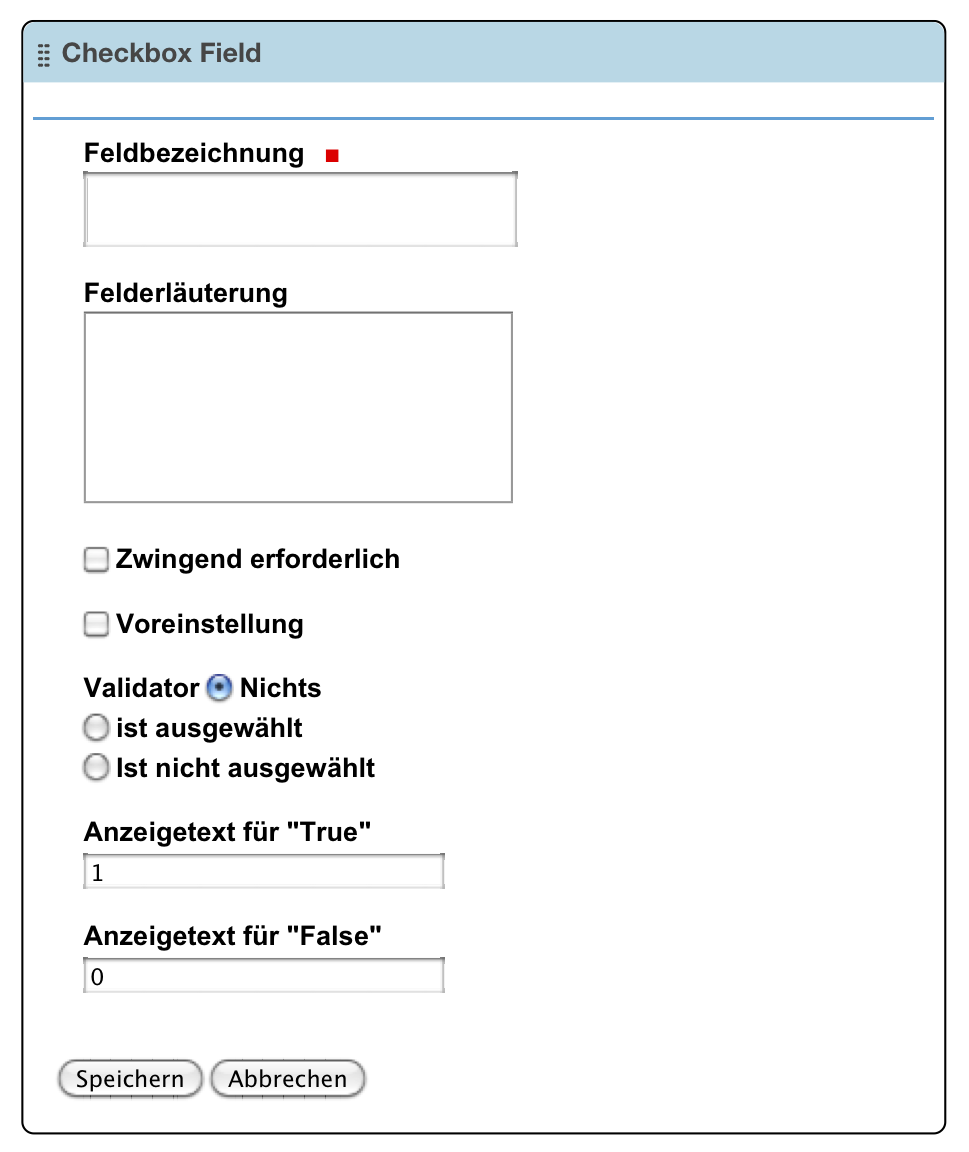 Checkbox Field
Feldbezeichnung
Felderläuterung
Zwingend erforderlich
Voreinstellung
Validator Nichts
ist ausgewählt
Ist nicht ausgewählt
Anzeigetext für "True"
1
Anzeigetext für "False"
0
Speichern Abbrechen